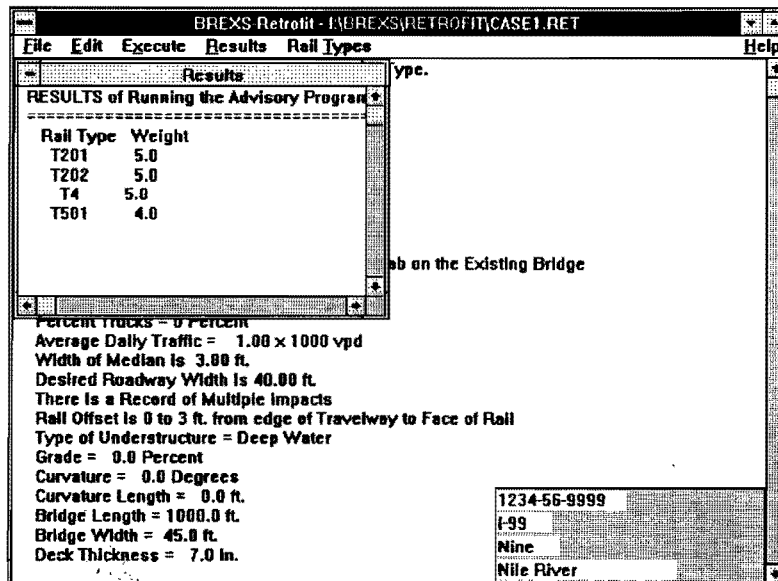 BREXS-Retrofit - I:\BREXS\RETROFIT\CASE1.RET
File Edit Execute Results Rail Types Help
Results
RESULTS of Running the Advisory Program
Rail Type Weight
T201 5.0
T202 5.0
T4 5.0
T501 4.0
ype.
ab on the Existing Bridge
Percent Trucks = 0 Percent
Average Daily Traffic = 1.00 x 1000 vpd
Width of Median is 3.80 ft.
Desired Roadway Width is 40.00 ft.
There is a Record of Multiple Impacts
Rail Offset is 0 to 3 ft. from edge of Travelway to Face of Rail
Type of Understructure = Deep Water
Grade = 0.0 Percent
Curvature = 0.0 Degrees
Curvature Length = 0.0 ft.
Bridge Length = 1000.0 ft.
Bridge Width = 45.0 ft.
Deck Thickness = 7.0 in.
1234-56-9999
I-99
Nine
Nile River